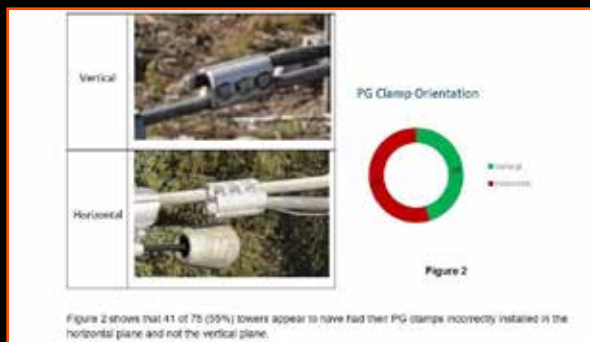 Vertical
PG Clamp Orientation
Vertical
Horizontal
Horizontal
Figure 2
Figure 2 shows that 41 of 75 (55%) towers appear to have had their PG clamps incorrectly installed in the
horizontal plane and not the vertical plane.